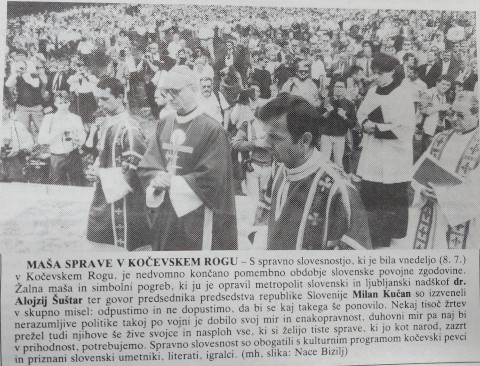 MAŠA SPRAVE V KOČEVSKEM ROGU – S spravno slovesnostjo, ki je bila vnedeljo (8. 7.)
v Kočevskem Rogu, je nedvomno končano pomembno obdobje slovenske povojne zgodovine.
Žalna maša in simbolni pogreb, ki ju je opravil metropolit slovenski in ljubljanski nadškof dr.
Alojzij Šuštar ter govor predsednika predsedstva republike Slovenije Milan Kučan so izzveneli
v skupno misel: odpustimo in ne dopustimo, da bi se kaj takega še ponovilo. Nekaj tisoč žrtev
nerazumljive politike takoj po vojni je dobilo svoj mir in enakopravnost, duhovni mir pa naj bi
prežel tudi njihove še žive svojce in nasploh vse, ki si želijo tiste sprave, ki jo kot narod, zazrt
v prihodnost, potrebujemo. Spravno slovesnost so obogatili s kulturnim programom kočevski pevci
in priznani slovenski umetniki, literati, igralci. (mh, slika: Nace Bizilj)